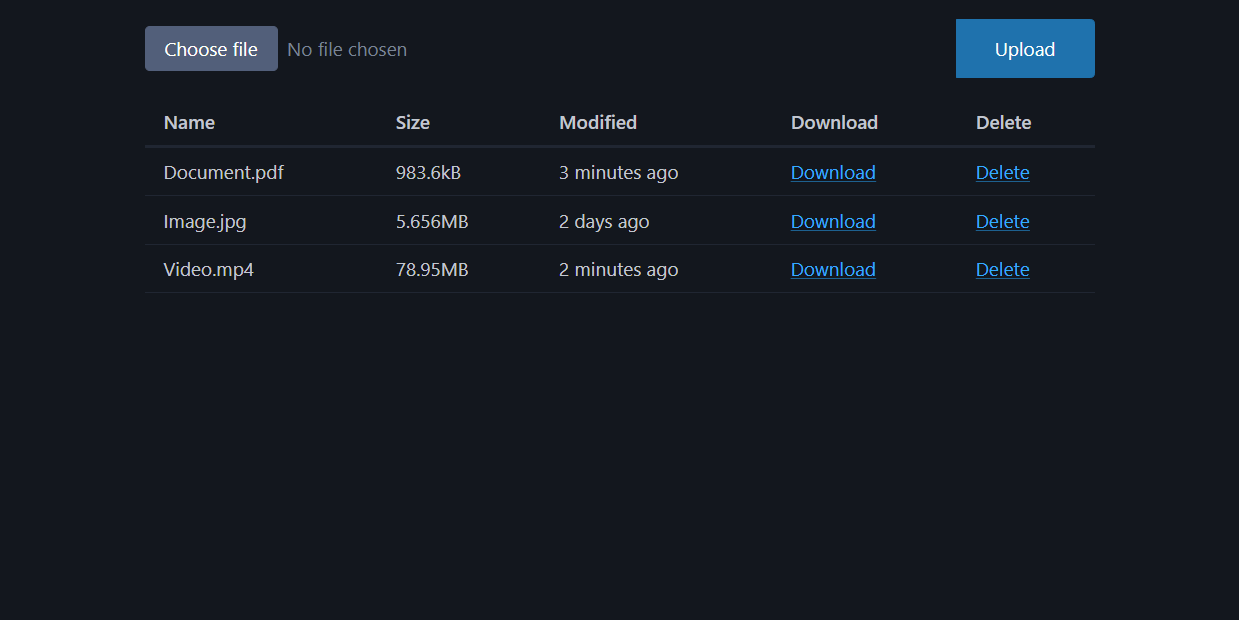 Choose file No file chosen Upload
Name Size Modified Download Delete
Document.pdf 983.6kB 3 minutes ago Download Delete
Image.jpg 5.656MB 2 days ago Download Delete
Video.mp4 78.95MB 2 minutes ago Download Delete